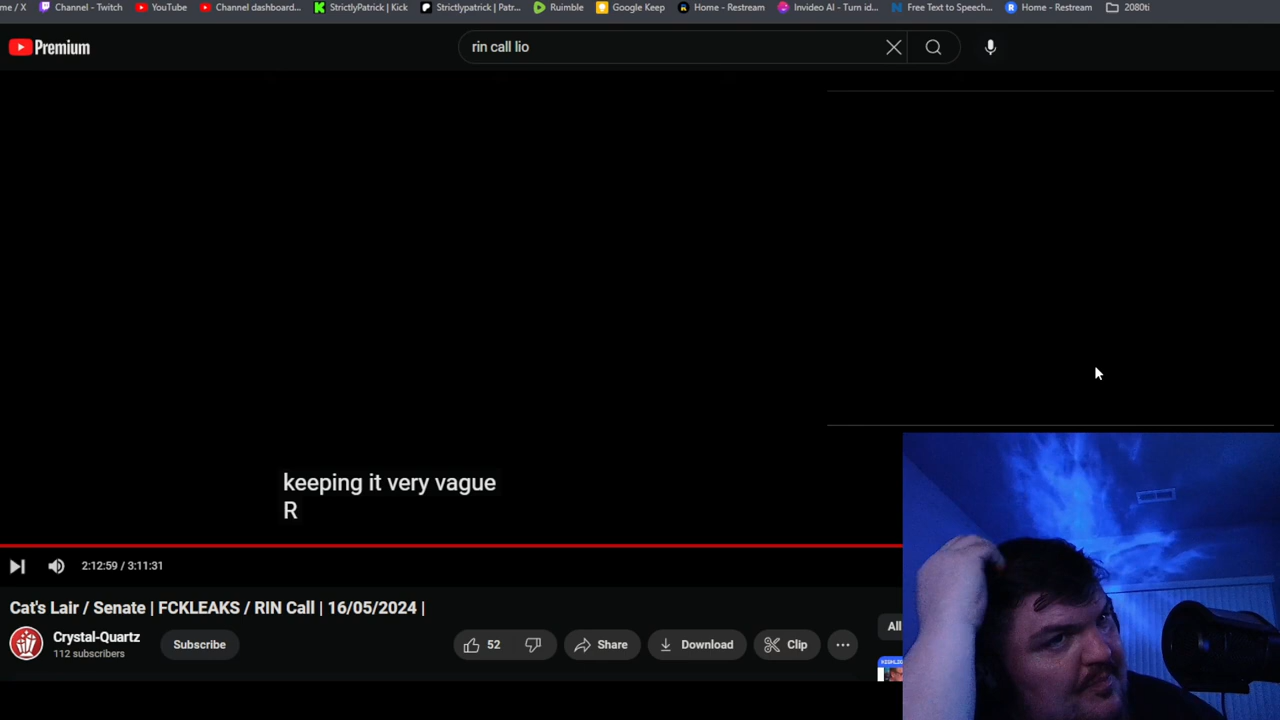 me / X
Channel - Twitch
YouTube
Channel dashboard...
StrictlyPatrick | Kick
Strictlypatrick | Patr...
Rumble
Google Keep
Home - Restream
Invideo AI - Turn id...
Free Text to Speech...
Home - Restream
2080ti
Premium
rin call lio
keeping it very vague
R
2:12:59 / 3:11:31
Cat's Lair / Senate | FCKLEAKS / RIN Call | 16/05/2024 |
Crystal-Quartz
112 subscribers
Subscribe
52
Share
Download
Clip
All